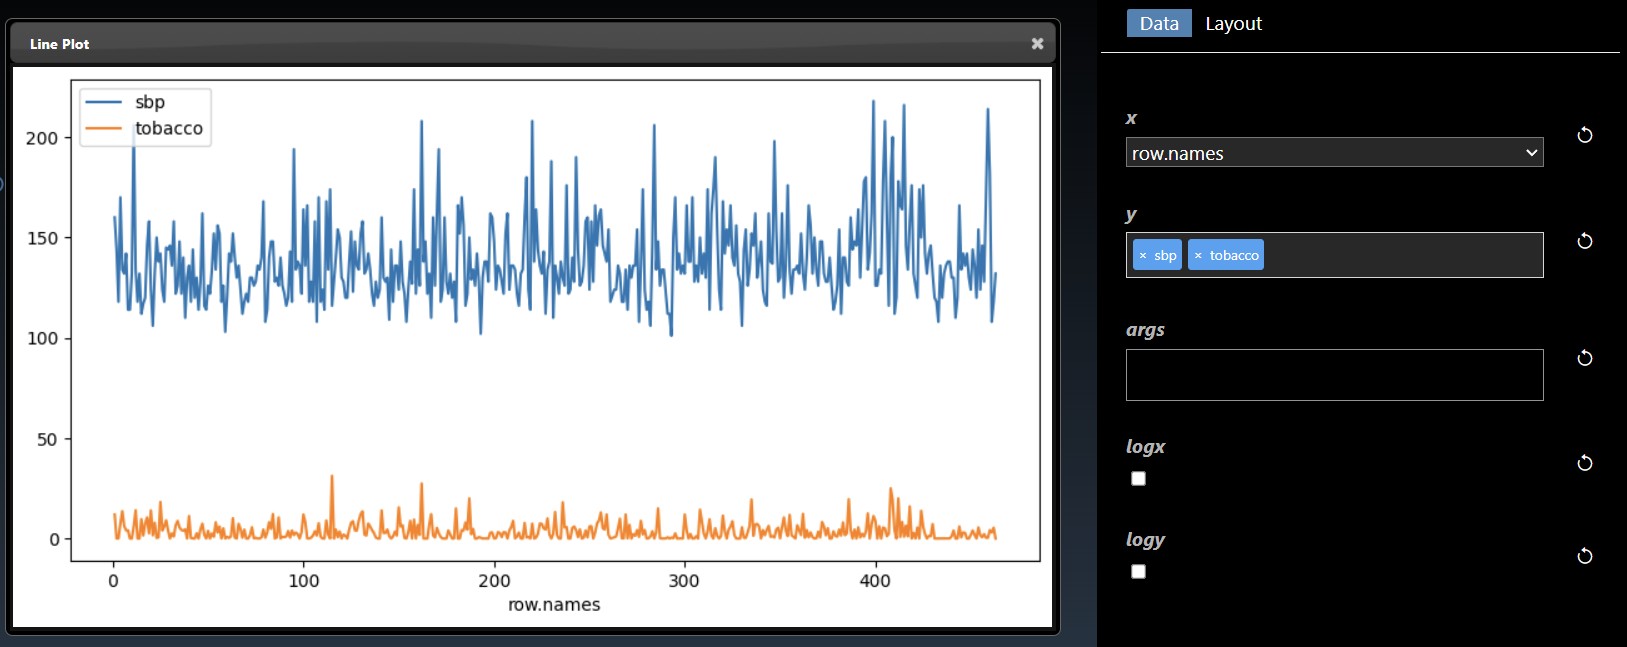 Line Plot
sbp
tobacco
200
150
100
50
0
0 100 200 300 400
row.names
Data Layout
x
row.names
y
× sbp × tobacco
args
logx
logy